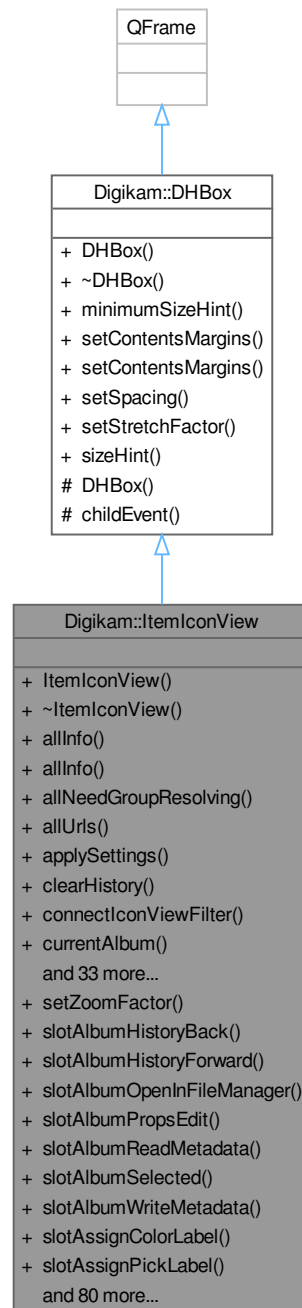 QFrame
Digikam::DHBox
+ DHBox()
+ ~DHBox()
+ minimumSizeHint()
+ setContentsMargins()
+ setContentsMargins()
+ setSpacing()
+ setStretchFactor()
+ sizeHint()
# DHBox()
# childEvent()
Digikam::ItemIconView
+ ItemIconView()
+ ~ItemIconView()
+ allInfo()
+ allInfo()
+ allNeedGroupResolving()
+ allUrls()
+ applySettings()
+ clearHistory()
+ connectIconViewFilter()
+ currentAlbum()
and 33 more...
+ setZoomFactor()
+ slotAlbumHistoryBack()
+ slotAlbumHistoryForward()
+ slotAlbumOpenInFileManager()
+ slotAlbumPropsEdit()
+ slotAlbumReadMetadata()
+ slotAlbumSelected()
+ slotAlbumWriteMetadata()
+ slotAssignColorLabel()
+ slotAssignPickLabel()
and 80 more...